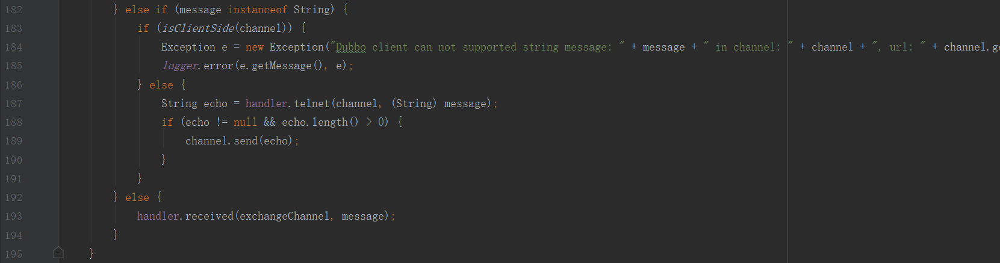 182 } else if (message instanceof String) {
183 if (isClientSide(channel)) {
184 Exception e = new Exception("Dubbo client can not supported string message: " + message + " in channel: " + channel + ", url: " + channel.ge
185 logger.error(e.getMessage(), e);
186 } else {
187 String echo = handler.telnet(channel, (String) message);
188 if (echo != null && echo.length() > 0) {
189 channel.send(echo);
190 }
191 }
192 } else {
193 handler.received(exchangeChannel, message);
194 }
195 }